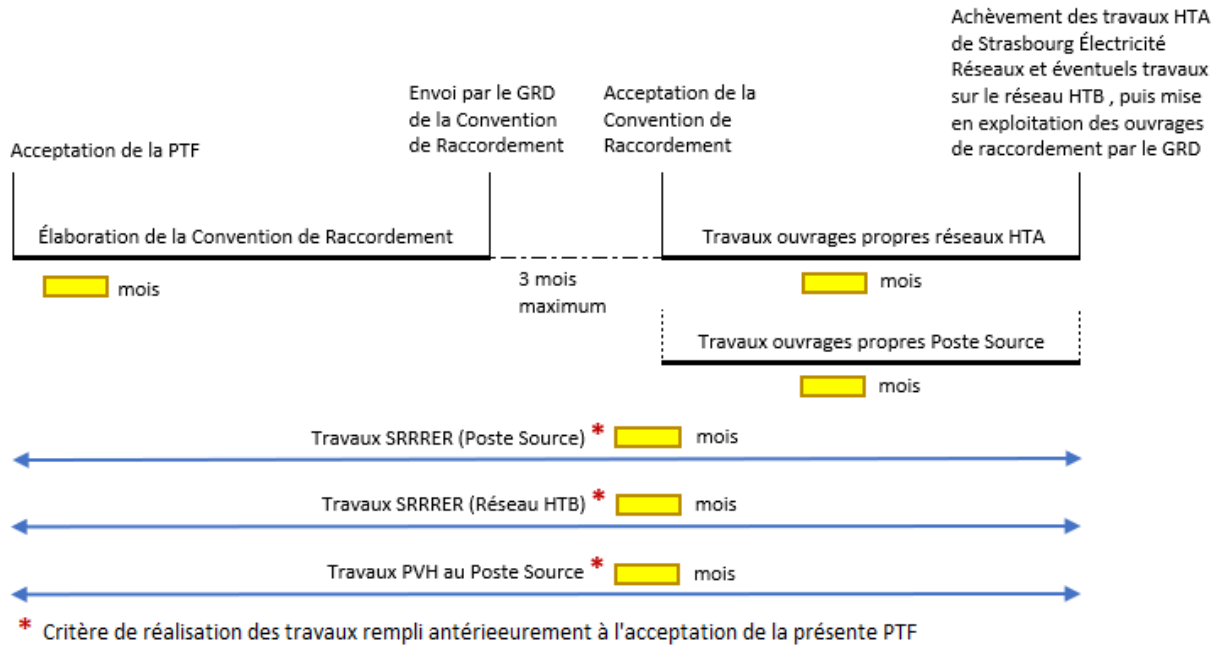 Achèvement des travaux HTA
de Strasbourg Électricité
Réseaux et éventuels travaux
sur le réseau HTB , puis mise
en exploitation des ouvrages
de raccordement par le GRD
Envoi par le GRD
de la Convention
de Raccordement
Acceptation de la
Convention de
Raccordement
Acceptation de la PTF
Élaboration de la Convention de Raccordement
Travaux ouvrages propres réseaux HTA
mois
3 mois
maximum
mois
Travaux ouvrages propres Poste Source
mois
Travaux SRRRER (Poste Source) * mois
Travaux SRRRER (Réseau HTB) * mois
Travaux PVH au Poste Source * mois
* Critère de réalisation des travaux rempli antérieeurement à l'acceptation de la présente PTF